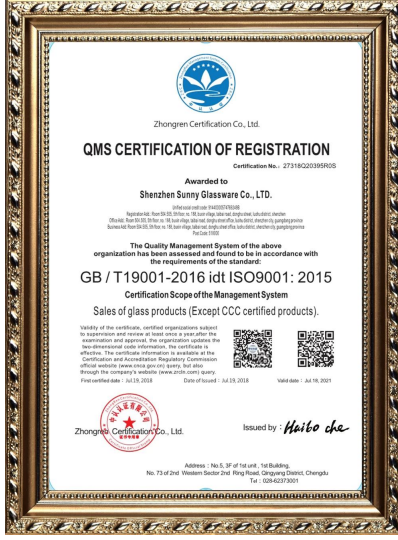 Zhongren Certification Co., Ltd.
QMS CERTIFICATION OF REGISTRATION
Certification No.: 27318Q20395R0S
Awarded to
Shenzhen Sunny Glassware Co., LTD.
The Quality Management System of the above
organization has been assessed and found to be in accordance with
the requirements of the standard:
GB / T19001-2016 idt ISO9001: 2015
Certification Scope of the Management System
Sales of glass products (Except CCC certified products).
Validity of the certificate, certified organizations subject
to supervision and review at least once a year, after the
examination and approval, the organization updates the
two-dimensional code information, the certificate is
effective. The certificate information is available at the
Certification and Accreditation Regulatory Commission
official website (www.cnca.gov.cn) query, but also
through the company's website (www.zrcln.com) query.
First certified date : Jul.19, 2018 Date of Issued : Jul.19, 2018 Valid date : Jul.18, 2021
Zhongren Certification Co., Ltd.
Issued by : Haibo che
Address : No.5, 3F of 1st unit , 1st Building,
No. 73 of 2nd Western Sector 2nd Ring Road, Qingyang District, Chengdu
Tel : 028-62373001